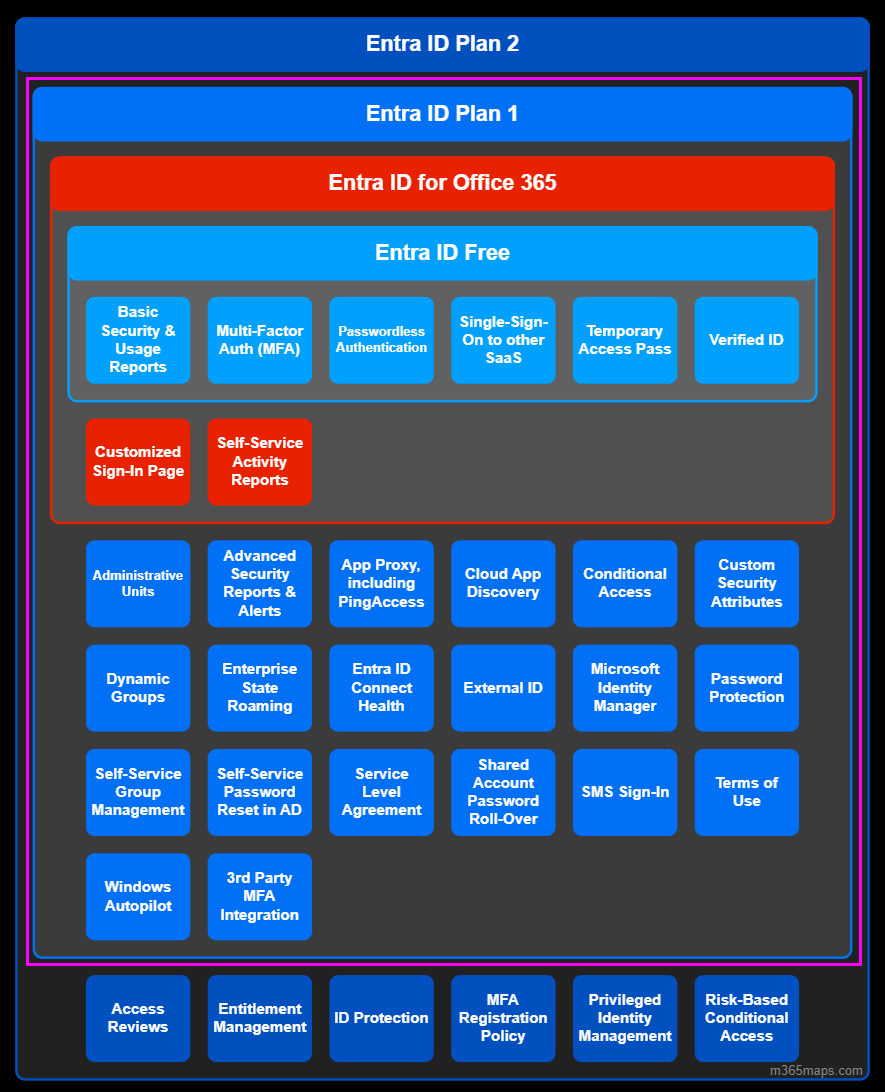 Entra ID Plan 2
Entra ID Plan 1
Entra ID for Office 365
Entra ID Free
Basic
Security &
Usage
Reports
Multi-Factor
Auth (MFA)
Passwordless
Authentication
Single-Sign-
On to other
SaaS
Temporary
Access Pass
Verified ID
Customized
Sign-In Page
Self-Service
Activity
Reports
Administrative
Units
Advanced
Security
Reports &
Alerts
App Proxy,
including
PingAccess
Cloud App
Discovery
Conditional
Access
Custom
Security
Attributes
Dynamic
Groups
Enterprise
State
Roaming
Entra ID
Connect
Health
External ID
Microsoft
Identity
Manager
Password
Protection
Self-Service
Group
Management
Self-Service
Password
Reset in AD
Service
Level
Agreement
Shared
Account
Password
Roll-Over
SMS Sign-In
Terms of
Use
Windows
Autopilot
3rd Party
MFA
Integration
Access
Reviews
Entitlement
Management
ID Protection
MFA
Registration
Policy
Privileged
Identity
Management
Risk-Based
Conditional
Access
m365maps.com